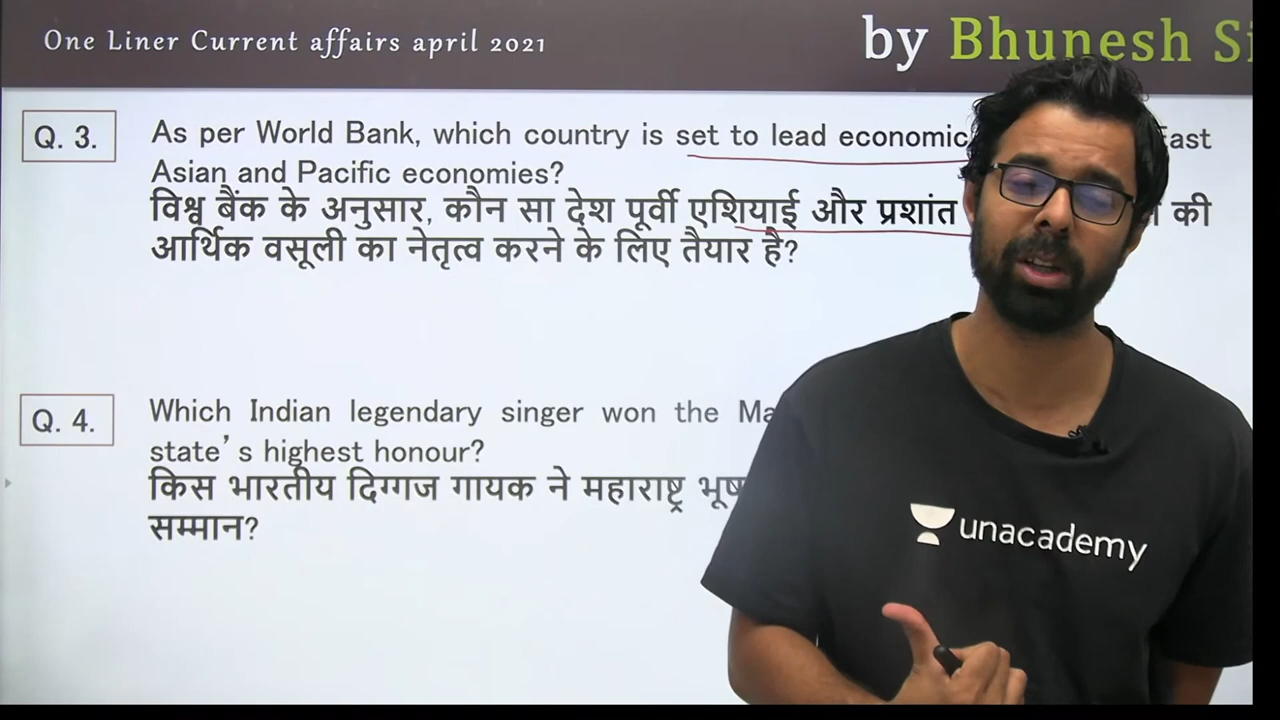 One Liner Current affairs april 2021
by Bhunesh
Q. 3.
As per World Bank, which country is set to lead economic East
Asian and Pacific economies?
विश्व बैंक के अनुसार, कौन सा देश पूर्वी एशियाई और प्रशांत की
आर्थिक वसूली का नेतृत्व करने के लिए तैयार है?
Q. 4.
Which Indian legendary singer won the
state's highest honour?
किस भारतीय दिग्गज गायक ने महाराष्ट्र
सम्मान?
unacademy